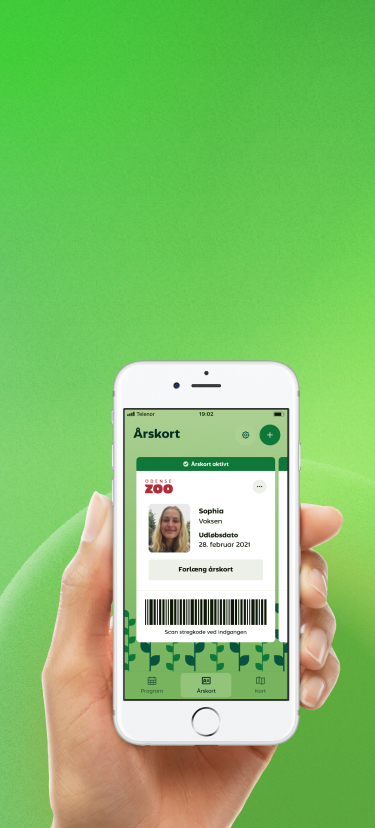 Telenor 19:02
Årskort
Årskort aktivt
ODENSE
ZOO
Sophia
Voksen
Udløbsdato
28. februar 2021
Forlæng årskort
Scan stregkode ved indgangen
Program Årskort Kort